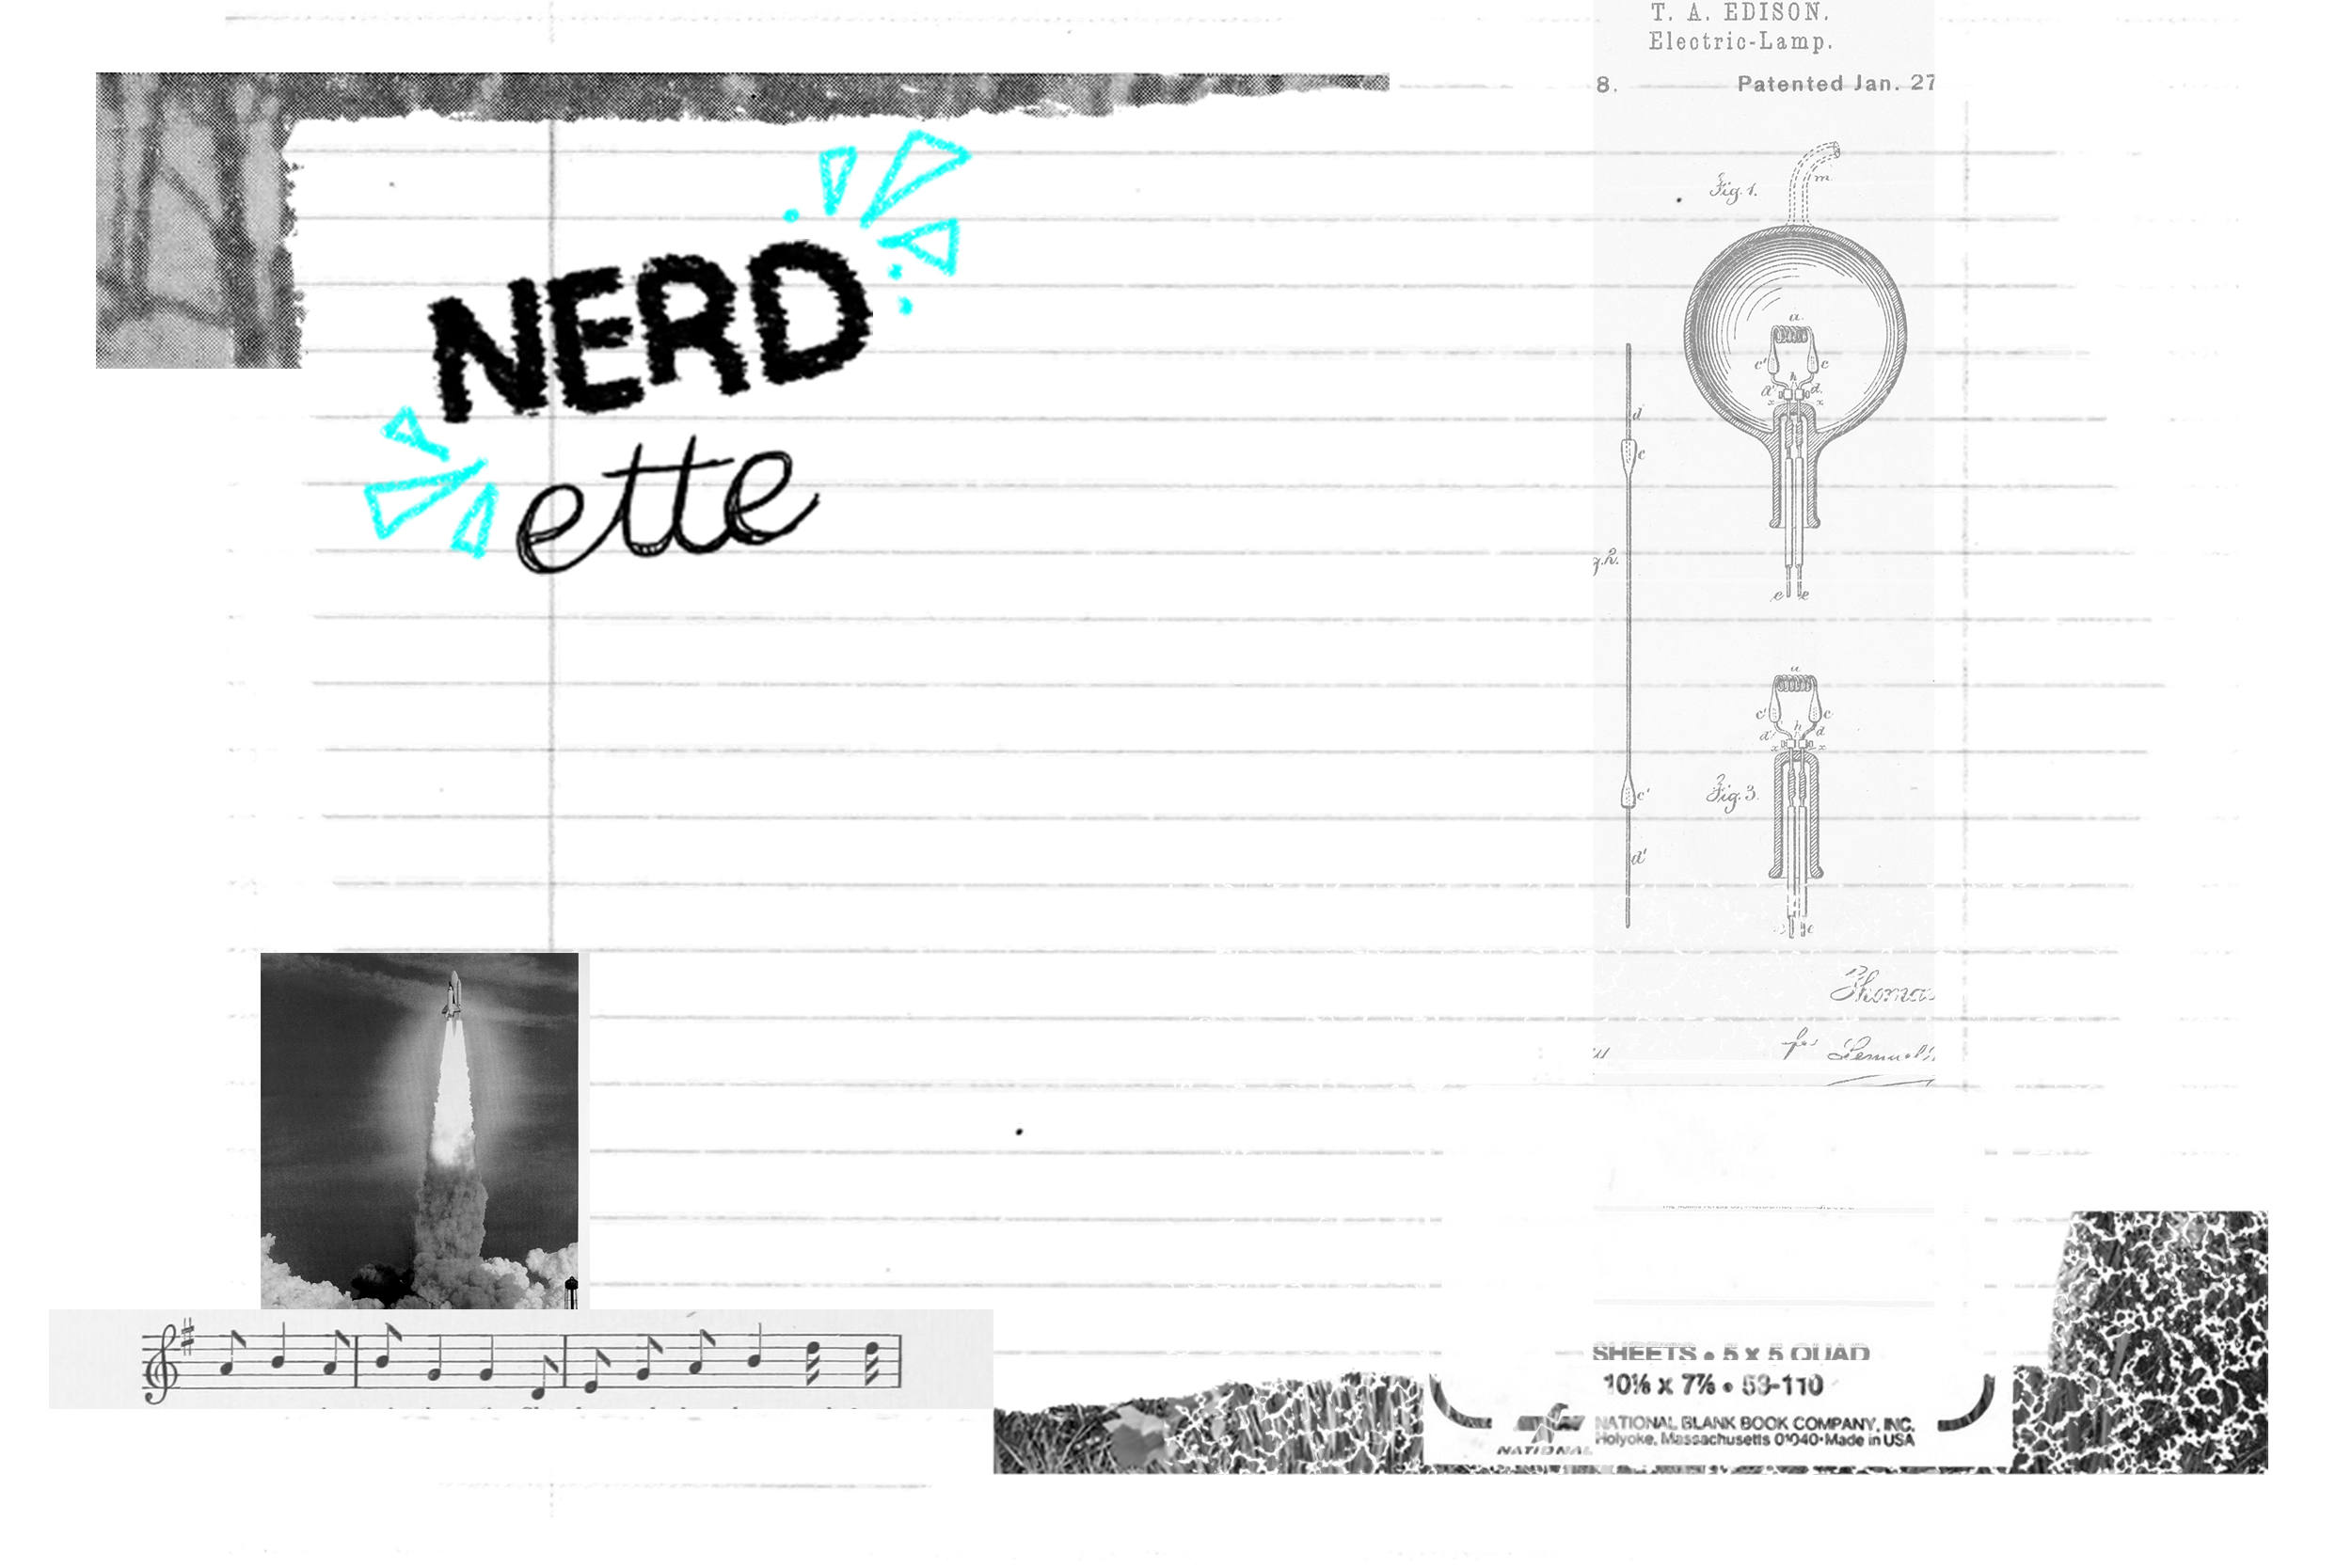 T. A. EDISON.
Electric-Lamp.
8.
Patented Jan. 27
NERD
ette
Fig. 1.
m
a.
c'
c
h
d'
d.
x
x
d
c
g.2.
e
e
a
c'
c
h
d'
d
x
x
Fig. 3.
c'
d'
e
Thomas
for Lemuel
SHEETS • 5 x 5 QUAD
10⅛ x 7⅞ • 53-110
NATIONAL BLANK BOOK COMPANY, INC.
Holyoke, Massachusetts 01040•Made in USA
NATIONAL